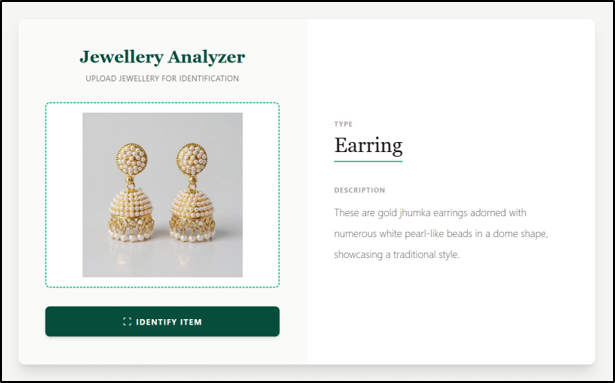 Jewellery Analyzer
UPLOAD JEWELLERY FOR IDENTIFICATION
IDENTIFY ITEM
TYPE
Earring
DESCRIPTION
These are gold jhumka earrings adorned with
numerous white pearl-like beads in a dome shape,
showcasing a traditional style.